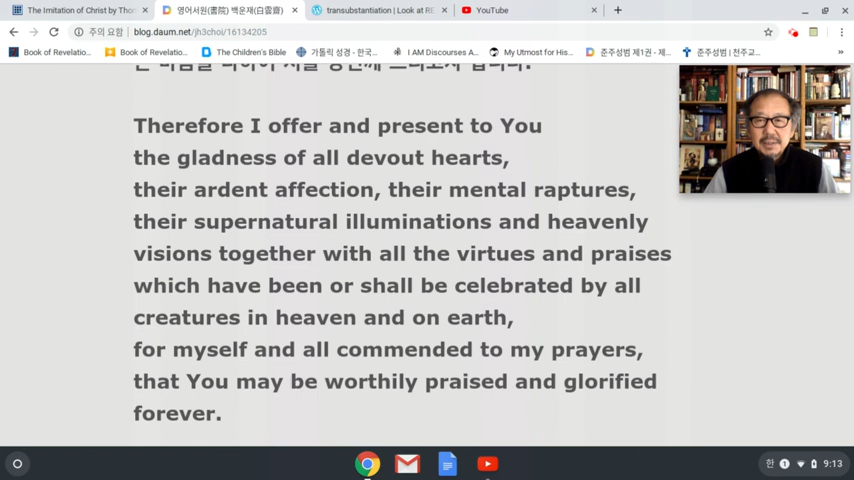 The Imitation of Christ by Tho
영어서원(書院) 백운재(白雲齋)
transubstantiation | Look at RE
YouTube
주의 요함
blog.daum.net/jh3choi/16134205
Book of Revelatio...
Book of Revelatio...
The Children's Bible
가톨릭 성경 - 한국...
I AM Discourses A...
My Utmost for His...
준주성범 제1권 - 제...
준주성범 | 천주교...
»
Therefore I offer and present to You
the gladness of all devout hearts,
their ardent affection, their mental raptures,
their supernatural illuminations and heavenly
visions together with all the virtues and praises
which have been or shall be celebrated by all
creatures in heaven and on earth,
for myself and all commended to my prayers,
that You may be worthily praised and glorified
forever.
한
1
9:13